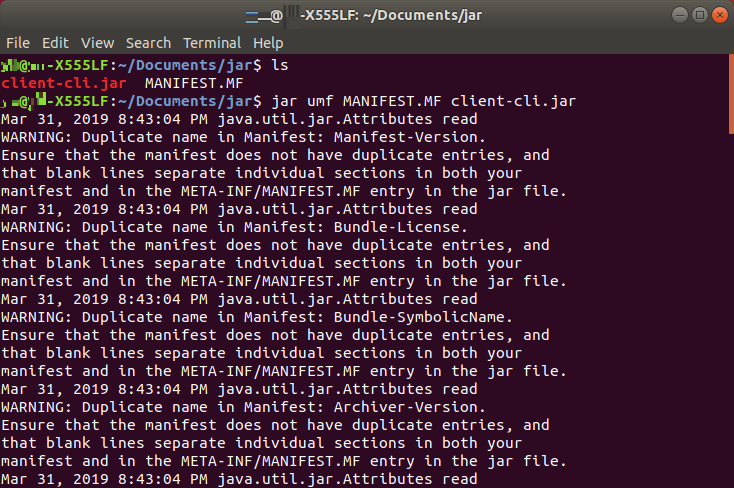 -X555LF: ~/Documents/jar
File Edit View Search Terminal Help
-X555LF:~/Documents/jar$ ls
client-cli.jar MANIFEST.MF
-X555LF:~/Documents/jar$ jar umf MANIFEST.MF client-cli.jar
Mar 31, 2019 8:43:04 PM java.util.jar.Attributes read
WARNING: Duplicate name in Manifest: Manifest-Version.
Ensure that the manifest does not have duplicate entries, and
that blank lines separate individual sections in both your
manifest and in the META-INF/MANIFEST.MF entry in the jar file.
Mar 31, 2019 8:43:04 PM java.util.jar.Attributes read
WARNING: Duplicate name in Manifest: Bundle-License.
Ensure that the manifest does not have duplicate entries, and
that blank lines separate individual sections in both your
manifest and in the META-INF/MANIFEST.MF entry in the jar file.
Mar 31, 2019 8:43:04 PM java.util.jar.Attributes read
WARNING: Duplicate name in Manifest: Bundle-SymbolicName.
Ensure that the manifest does not have duplicate entries, and
that blank lines separate individual sections in both your
manifest and in the META-INF/MANIFEST.MF entry in the jar file.
Mar 31, 2019 8:43:04 PM java.util.jar.Attributes read
WARNING: Duplicate name in Manifest: Archiver-Version.
Ensure that the manifest does not have duplicate entries, and
that blank lines separate individual sections in both your
manifest and in the META-INF/MANIFEST.MF entry in the jar file.
Mar 31, 2019 8:43:04 PM java.util.jar.Attributes read